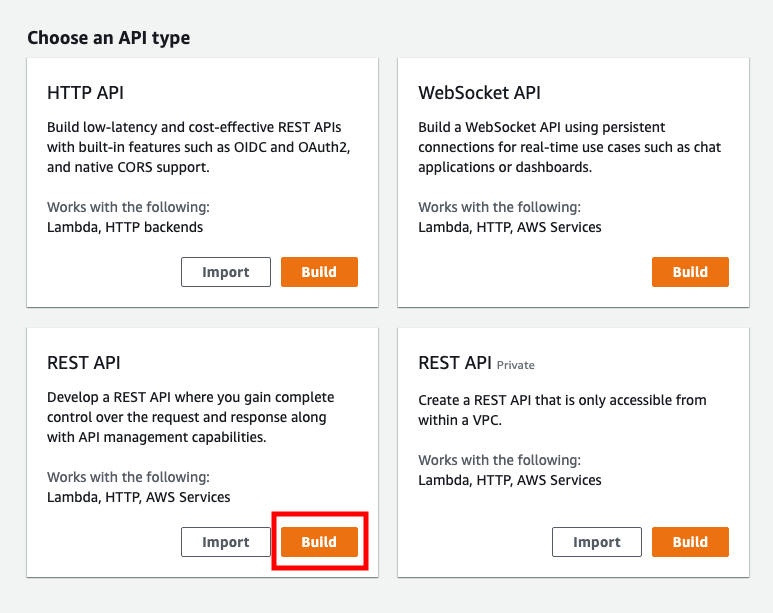 Choose an API type
HTTP API
Build low-latency and cost-effective REST APIs
with built-in features such as OIDC and OAuth2,
and native CORS support.
Works with the following:
Lambda, HTTP backends
Import
Build
WebSocket API
Build a WebSocket API using persistent
connections for real-time use cases such as chat
applications or dashboards.
Works with the following:
Lambda, HTTP, AWS Services
Build
REST API
Develop a REST API where you gain complete
control over the request and response along
with API management capabilities.
Works with the following:
Lambda, HTTP, AWS Services
Import
Build
REST API Private
Create a REST API that is only accessible from
within a VPC.
Works with the following:
Lambda, HTTP, AWS Services
Import
Build